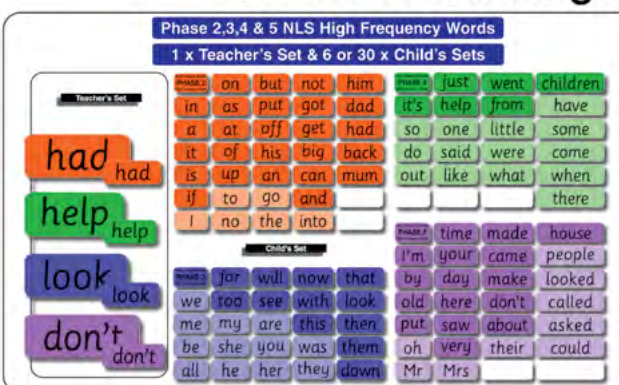 Phase 2,3,4 & 5 NLS High Frequency Words
1 x Teacher's Set & 6 or 30 x Child's Sets
Teacher's Set
had had
help help
look look
don't don't
PHASE 2 on but not him
in as put got dad
a at off get had
it of his big back
is up an can mum
if to go and
I no the into
Child's Set
PHASE 3 for will now that
we too see with look
me my are this then
be she you was them
all he her they down
PHASE 4 just went children
it's help from have
so one little some
do said were come
out like what when
there
PHASE 5 time made house
I'm your came people
by day make looked
old here don't called
put saw about asked
oh very their could
Mr Mrs